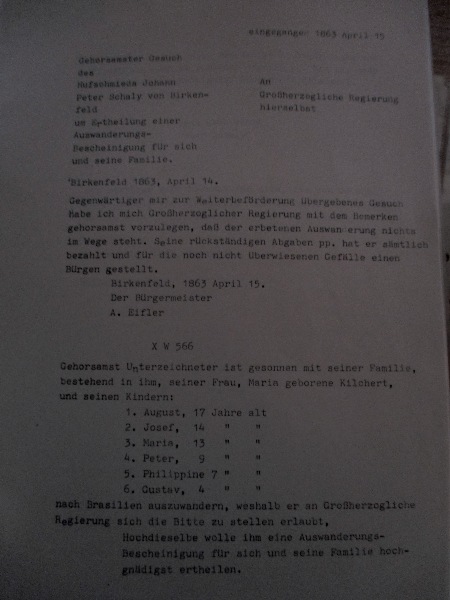 eingegangen 1863 April 15
Gehorsamster Gesuch
des
Hufschmieds Johann
An
Peter Schaly von Birken-
Großherzogliche Regierung
feld
hierselbst
um Ertheilung einer
Auswanderungs-
Bescheinigung für sich
und seine Familie.
Birkenfeld 1863, April 14.
Gegenwärtiger mir zur Weiterbeförderung übergebenes Gesuch
habe ich mich Großherzoglicher Regierung mit dem Bemerken
gehorsamst vorzulegen, daß der erbetenen Auswanderung nichts
im Wege steht. Seine rückständigen Abgaben pp. hat er sämtlich
bezahlt und für die noch nicht überwiesenen Gefälle einen
Bürgen gestellt.
Birkenfeld, 1863 April 15.
Der Bürgermeister
A. Eifler
X W 566
Gehorsamst Unterzeichneter ist gesonnen mit seiner Familie,
bestehend in ihm, seiner Frau, Maria geborene Kilchert,
und seinen Kindern:
1. August, 17 Jahre alt
2. Josef, 14 " "
3. Maria, 13 " "
4. Peter, 9 " "
5. Philippine 7 " "
6. Gustav, 4 " "
nach Brasilien auszuwandern, weshalb er an Großherzogliche
Regierung sich die Bitte zu stellen erlaubt,
Hochdieselbe wolle ihm eine Auswanderungs-
Bescheinigung für sich und seine Familie hoch-
gnädigst ertheilen.